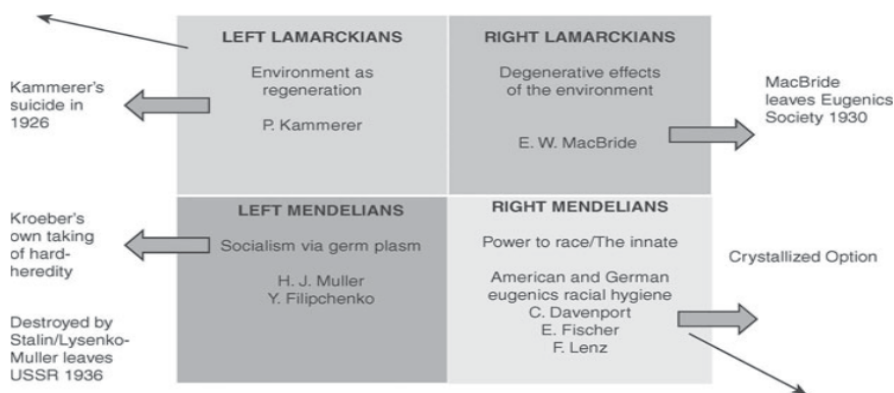 LEFT LAMARCKIANS
Environment as
regeneration
P. Kammerer
RIGHT LAMARCKIANS
Degenerative effects
of the environment
E. W. MacBride
Kammerer's
suicide in
1926
MacBride
leaves Eugenics
Society 1930
LEFT MENDELIANS
Socialism via germ plasm
H. J. Muller
Y. Filipchenko
RIGHT MENDELIANS
Power to race/The innate
American and German
eugenics racial hygiene
C. Davenport
E. Fischer
F. Lenz
Kroeber's
own taking
of hard-
heredity
Destroyed by
Stalin/Lysenko-
Muller leaves
USSR 1936
Crystallized Option